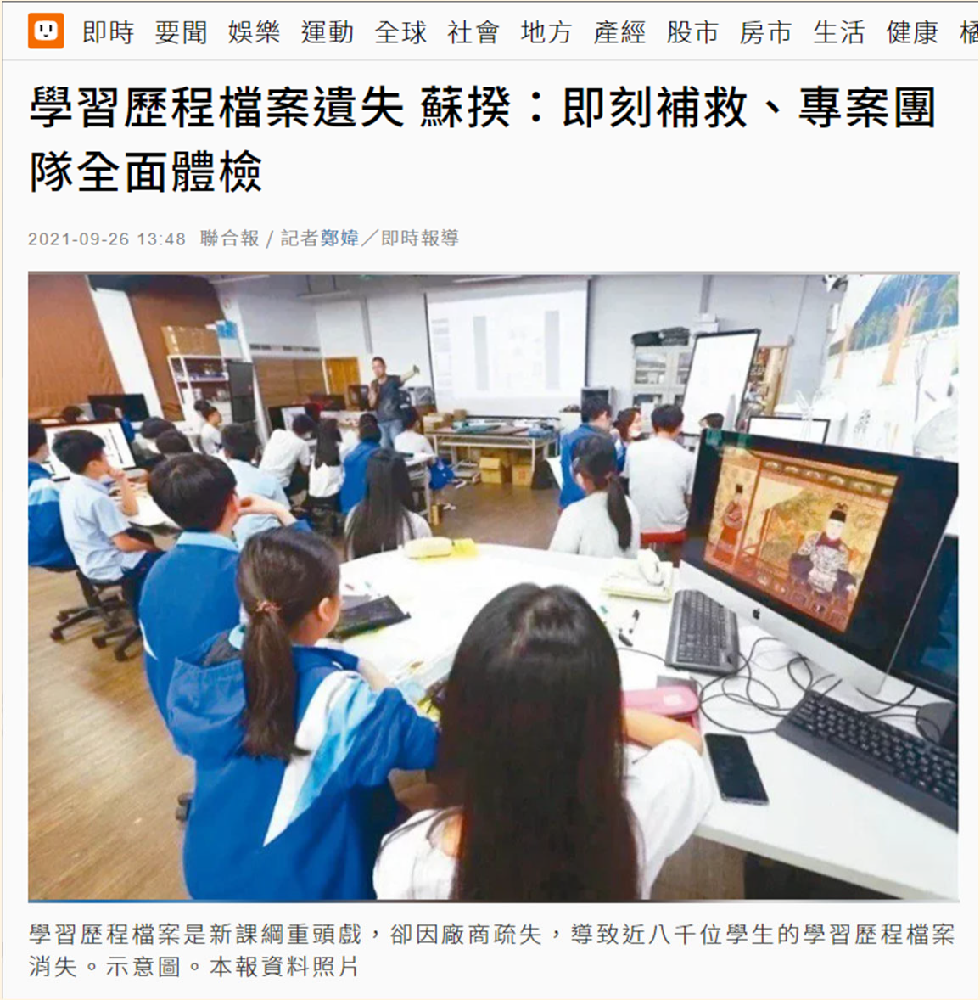 即時 要聞 娛樂 運動 全球 社會 地方 產經 股市 房市 生活 健康 橘
學習歷程檔案遺失 蘇揆：即刻補救、專案團
隊全面體檢
2021-09-26 13:48 聯合報 / 記者鄭媁／即時報導
學習歷程檔案是新課綱重頭戲，卻因廠商疏失，導致近八千位學生的學習歷程檔案
消失。示意圖。本報資料照片